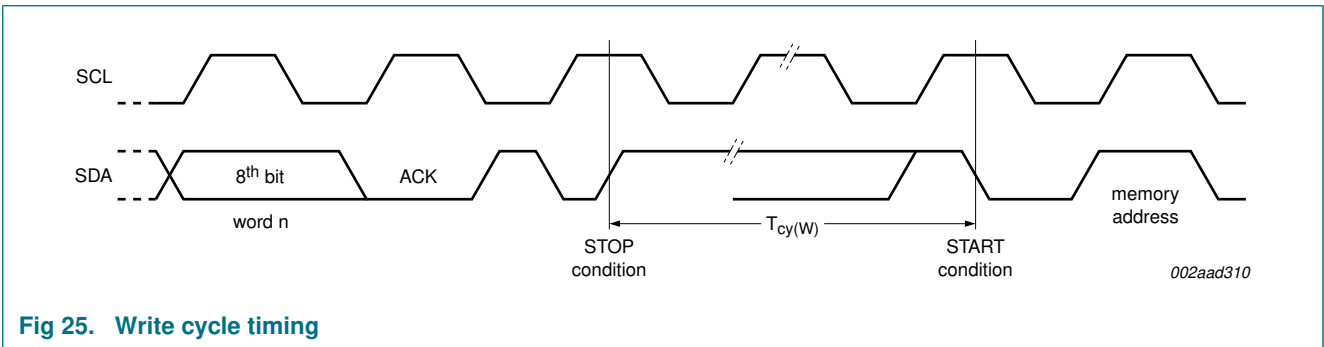 SCL
SDA
8th bit
ACK
word n
Tcy(W)
STOP
condition
START
condition
memory
address
002aad310
Fig 25. Write cycle timing